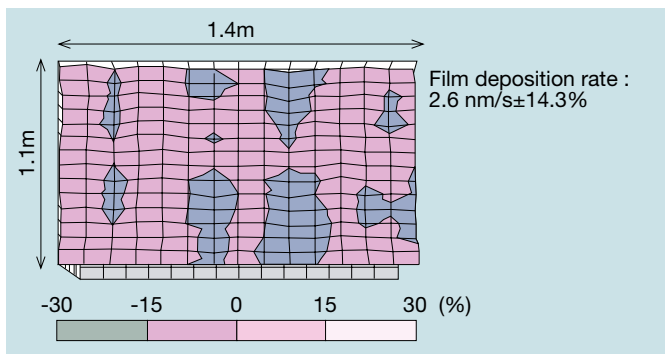 1.4m
Film deposition rate :
2.6 nm/s±14.3%
1.1m
-30 -15 0 15 30 (%)